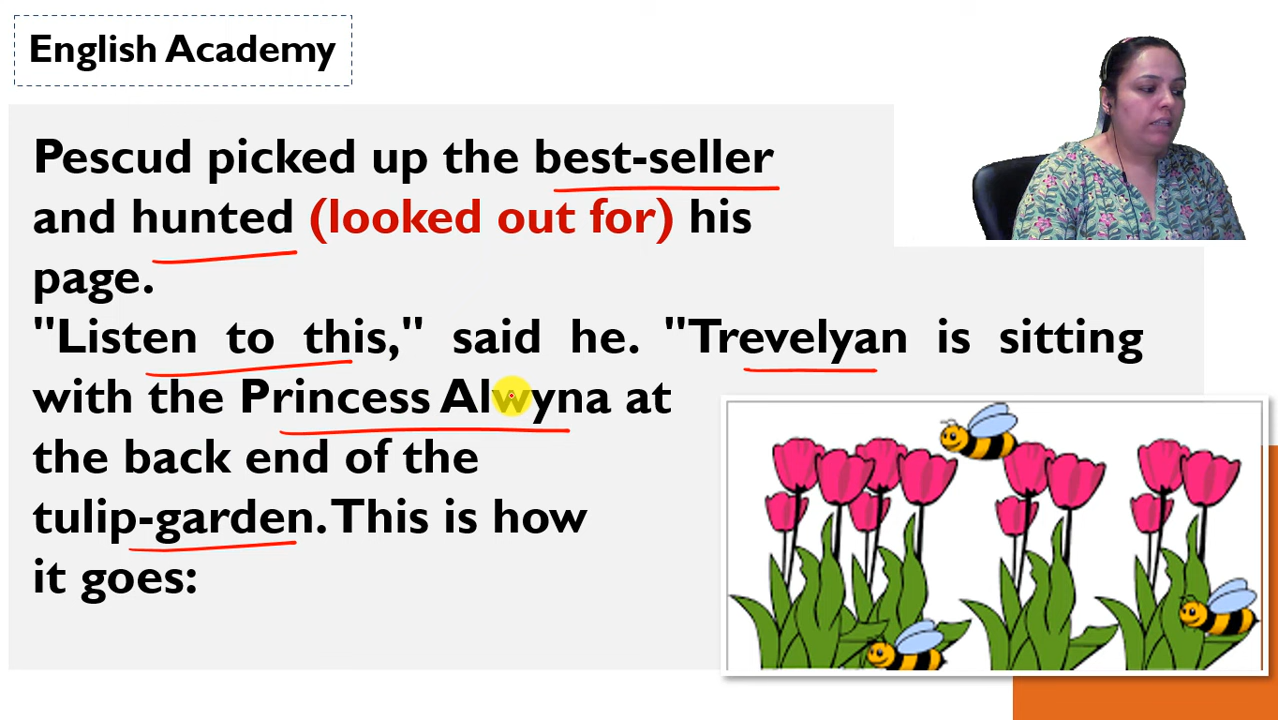 English Academy
Pescud picked up the best-seller
and hunted (looked out for) his
page.
"Listen to this," said he. "Trevelyan is sitting
with the Princess Alwyna at
the back end of the
tulip-garden. This is how
it goes: